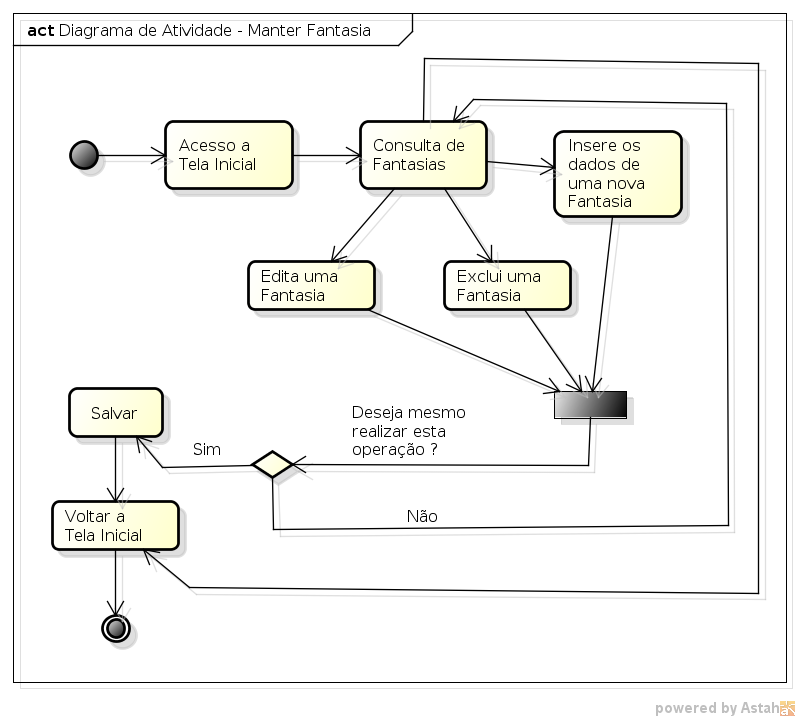 act Diagrama de Atividade - Manter Fantasia
Acesso a
Tela Inicial
Consulta de
Fantasias
Insere os
dados de
uma nova
Fantasia
Edita uma
Fantasia
Exclui uma
Fantasia
Salvar
Sim
Deseja mesmo
realizar esta
operação ?
Voltar a
Tela Inicial
Não
powered by Astah